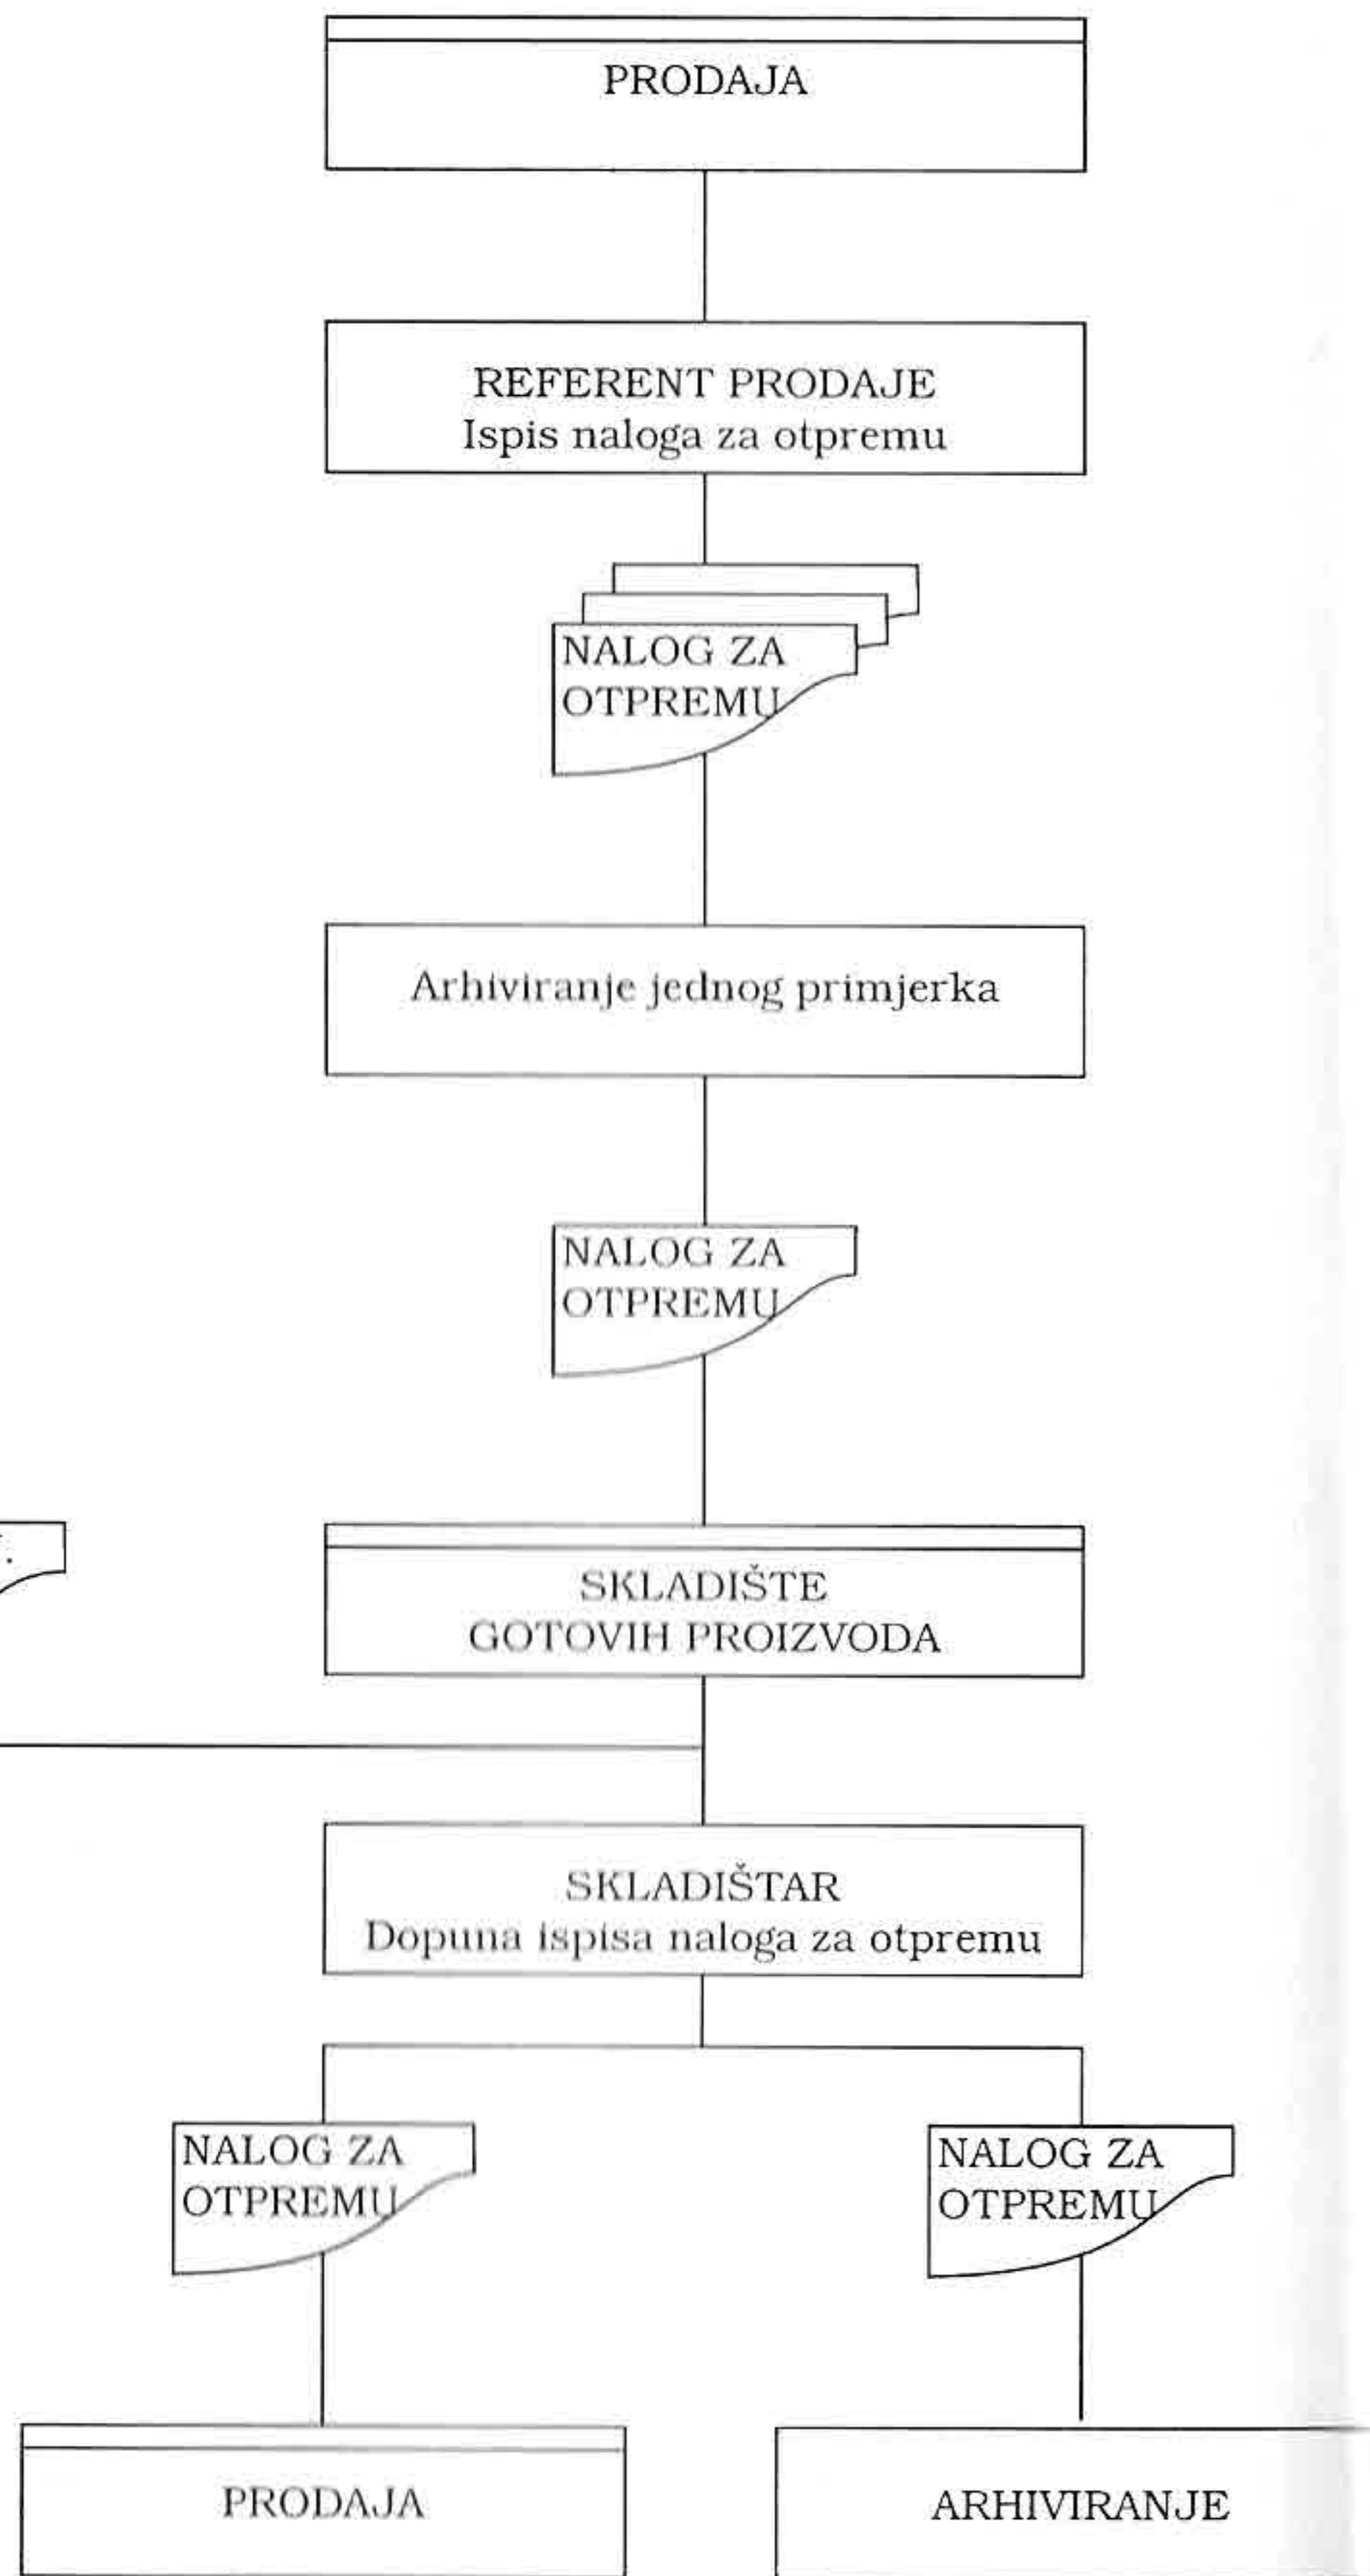 PRODAJA
REFERENT PRODAJE
Ispis naloga za otpremu
NALOG ZA
OTPREMU
Arhiviranje jednog primjerka
NALOG ZA
OTPREMU
SKLADIŠTE
GOTOVIH PROIZVODA
SKLADIŠTAR
Dopuna ispisa naloga za otpremu
NALOG ZA
OTPREMU
NALOG ZA
OTPREMU
PRODAJA
ARHIVIRANJE